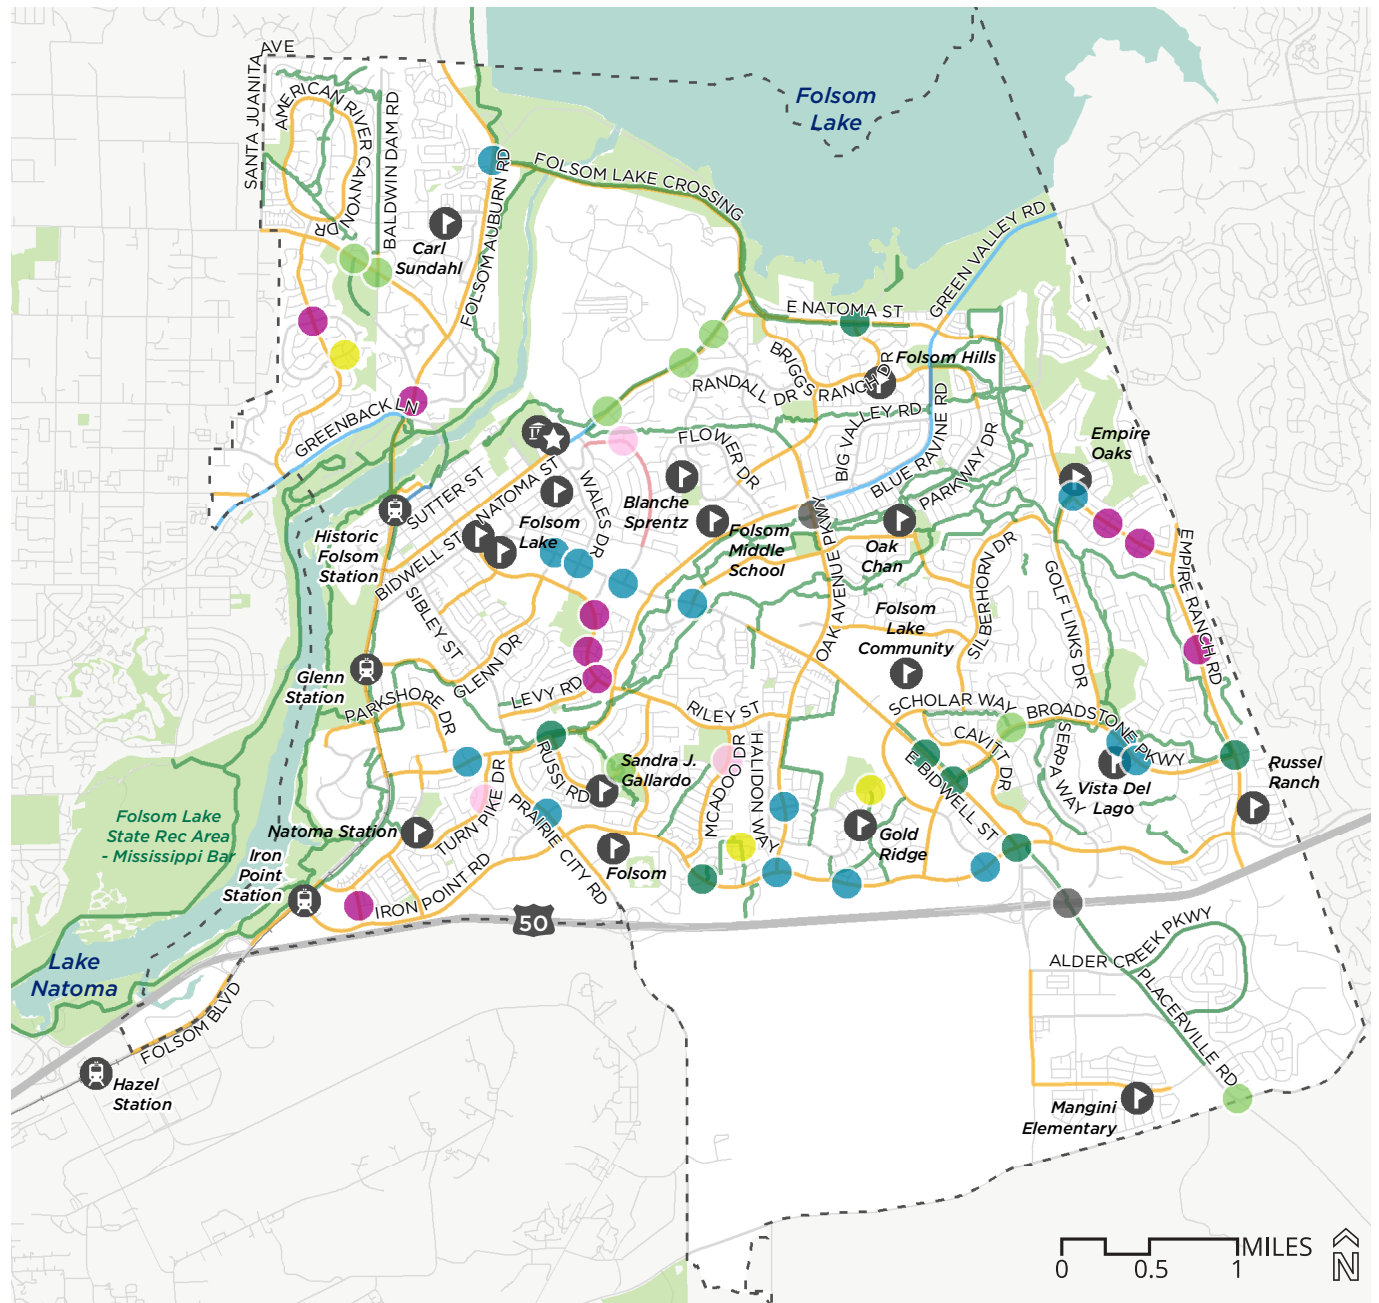 AVE
SANTA JUANITA
AMERICAN RIVER CANYON
DR
BALDWIN DAM RD
Folsom
Lake
FOLSOM LAKE CROSSING
FOLSOM AUBURN RD
Carl
Sundahl
GREEN VALLEY RD
E NATOMA ST
BRIGGS RANCH DR
Folsom Hills
RANDALL DR
GREENBACK LN
BIG VALLEY RD
BLUE RAVINE RD
PARKWAY DR
FLOWER DR
Empire
Oaks
NATOMA ST
SUTTER ST
WALES DR
Blanche
Sprentz
Folsom
Lake
Folsom
Middle
School
OAK AVENUE PKWY
Oak
Chan
Historic
Folsom
Station
BIDWELL ST
SIBLEY ST
SILBERHORN DR
GOLF LINKS DR
EMPIRE RANCH RD
Folsom
Lake
Community
GLENN DR
Glenn
Station
LEVY RD
PARKSHORE DR
RILEY ST
SCHOLAR WAY
BROADSTONE PKWY
CAVITT DR
SERPA WAY
E BIDWELL ST
Sandra J.
Gallardo
RUSSI RD
MCADOO DR
HALIDON WAY
Vista Del
Lago
Russel
Ranch
Folsom Lake
State Rec Area
- Mississippi Bar
Natoma Station
TURN PIKE DR
PRAIRIE CITY RD
Gold
Ridge
Iron
Point
Station
Folsom
IRON POINT RD
50
Lake
Natoma
FOLSOM BLVD
ALDER CREEK PKWY
PLACERVILLE RD
Hazel
Station
Mangini
Elementary
MILES
0 0.5 1
N